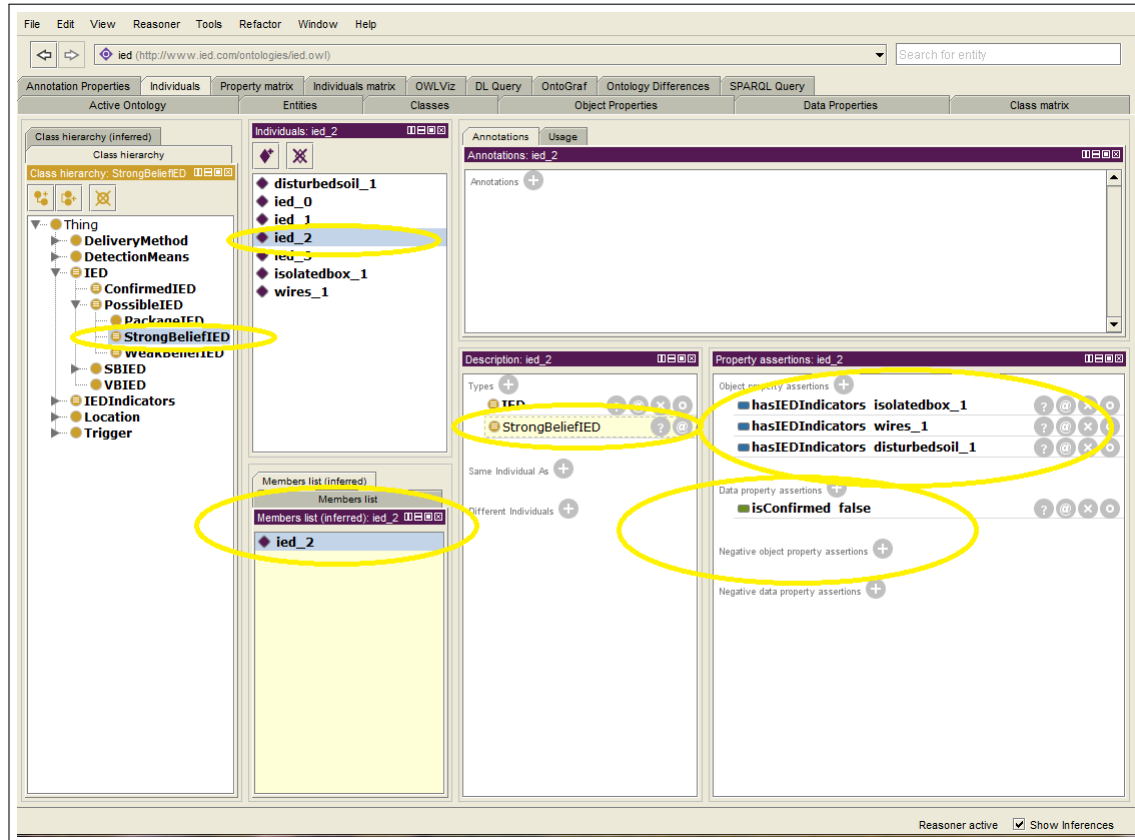 File Edit View Reasoner Tools Refactor Window Help
ied (http://www.ied.com/ontologies/ied.owl)
Search for entity
Annotation Properties Individuals Property matrix Individuals matrix OWLViz DL Query OntoGraf Ontology Differences SPARQL Query
Active Ontology Entities Classes Object Properties Data Properties Class matrix
Class hierarchy (inferred)
Class hierarchy
Class hierarchy: StrongBeliefIED
Thing
DeliveryMethod
DetectionMeans
IED
ConfirmedIED
PossibleIED
PackageIED
StrongBeliefIED
WeakBeliefIED
SBIED
VBIED
IEDIndicators
Location
Trigger
Individuals: ied_2
disturbedsoil_1
ied_0
ied_1
ied_2
ied_3
isolatedbox_1
wires_1
Members list (inferred)
Members list
Members list (inferred): ied_2
ied_2
Annotations Usage
Annotations: ied_2
Annotations
Description: ied_2
Types
IED
StrongBeliefIED
Same Individual As
Different Individuals
Property assertions: ied_2
Object property assertions
hasIEDIndicators isolatedbox_1
hasIEDIndicators wires_1
hasIEDIndicators disturbedsoil_1
Data property assertions
isConfirmed false
Negative object property assertions
Negative data property assertions
Reasoner active Show Inferences